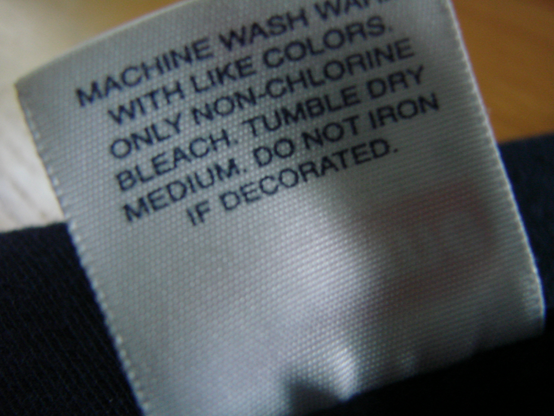 MACHINE WASH
WITH LIKE COLORS.
ONLY NON-CHLORINE
BLEACH. TUMBLE DRY
MEDIUM. DO NOT IRON
IF DECORATED.